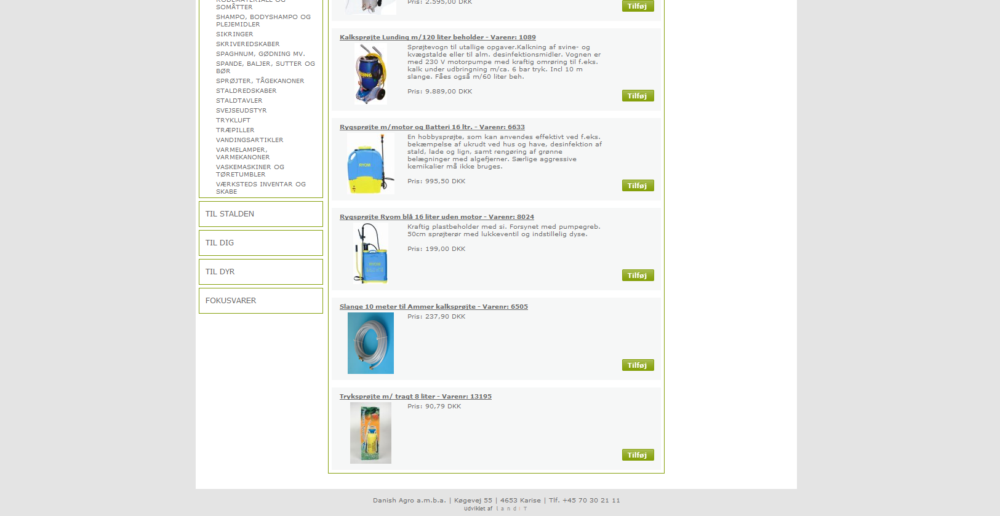 SOMÅTTER
SHAMPO, BODYSHAMPO OG
PLEJEMIDLER
SIKRINGER
SKRIVEREDSKABER
SPAGHNUM, GØDNING MV.
SPANDE, BALJER, SUTTER OG
BØR
SPRØJTER, TÅGEKANONER
STALDREDSKABER
STALDTAVLER
SVEJSEUDSTYR
TRYKLUFT
TRÆPILLER
VANDINGSARTIKLER
VARMELAMPER,
VARMEKANONER
VASKEMASKINER OG
TØRETUMBLER
VÆRKSTEDS INVENTAR OG
SKABE
TIL STALDEN
TIL DIG
TIL DYR
FOKUSVARER
Pris: 2.595,00 DKK
Tilføj
Kalksprøjte Lunding m/120 liter beholder - Varenr: 1089
Sprøjtevogn til utallige opgaver.Kalkning af svine- og
kvægstalde eller til alm. desinfektionsmidler. Vognen er
med 230 V motorpumpe med kraftig omrøring til f.eks.
kalk under udbringning m/ca. 6 bar tryk. Incl 10 m
slange. Fåes også m/60 liter beh.
Pris: 9.889,00 DKK
Tilføj
Rygsprøjte m/motor og Batteri 16 ltr. - Varenr: 6633
En hobbysprøjte, som kan anvendes effektivt ved f.eks.
bekæmpelse af ukrudt ved hus og have, desinfektion af
stald, lade og lign, samt rengøring af grønne
belægninger med algefjerner. Særlige aggressive
kemikalier må ikke bruges.
RYOM
Pris: 995,50 DKK
Tilføj
Rygsprøjte Ryom blå 16 liter uden motor - Varenr: 8024
Kraftig plastbeholder med si. Forsynet med pumpegreb.
50cm sprøjterør med lukkeventil og indstillelig dyse.
Pris: 199,00 DKK
RYOM
Tilføj
Slange 10 meter til Ammer kalksprøjte - Varenr: 6505
Pris: 237,90 DKK
Tilføj
Tryksprøjte m/ tragt 8 liter - Varenr: 13195
Pris: 90,79 DKK
Tilføj
Danish Agro a.m.b.a. | Køgevej 55 | 4653 Karise | Tlf. +45 70 30 21 11
Udviklet af landIT